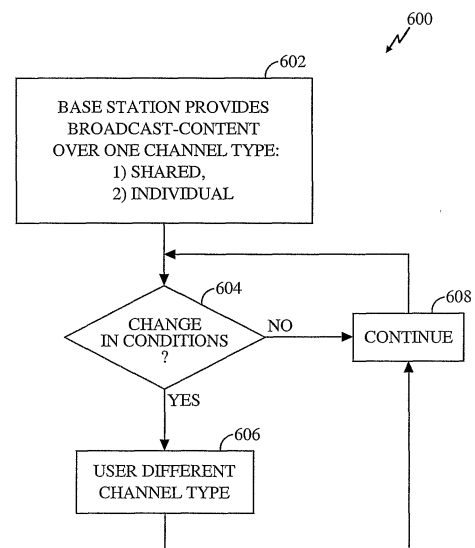 600
602
BASE STATION PROVIDES
BROADCAST-CONTENT
OVER ONE CHANNEL TYPE:
1) SHARED,
2) INDIVIDUAL
604
CHANGE
IN CONDITIONS
?
NO
608
CONTINUE
YES
606
USER DIFFERENT
CHANNEL TYPE